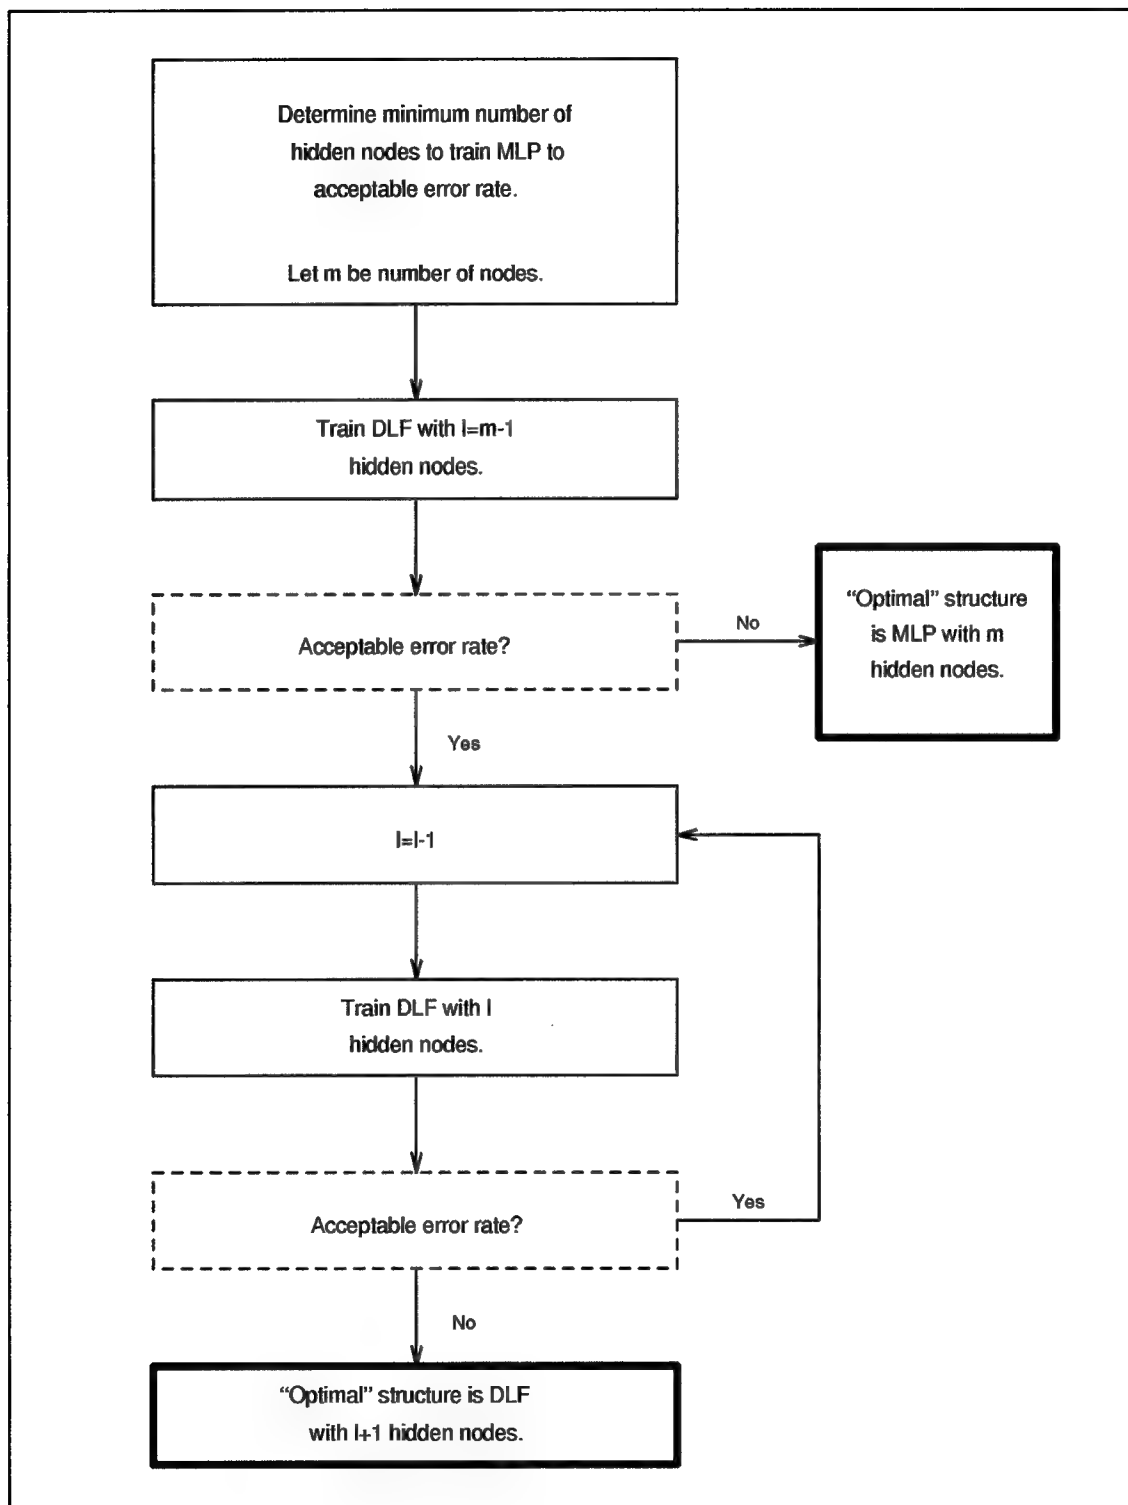 Determine minimum number of
hidden nodes to train MLP to
acceptable error rate.
Let m be number of nodes.
Train DLF with l=m-1
hidden nodes.
Acceptable error rate?
No
“Optimal” structure
is MLP with m
hidden nodes.
Yes
l=l-1
Train DLF with l
hidden nodes.
Acceptable error rate?
Yes
No
“Optimal” structure is DLF
with l+1 hidden nodes.